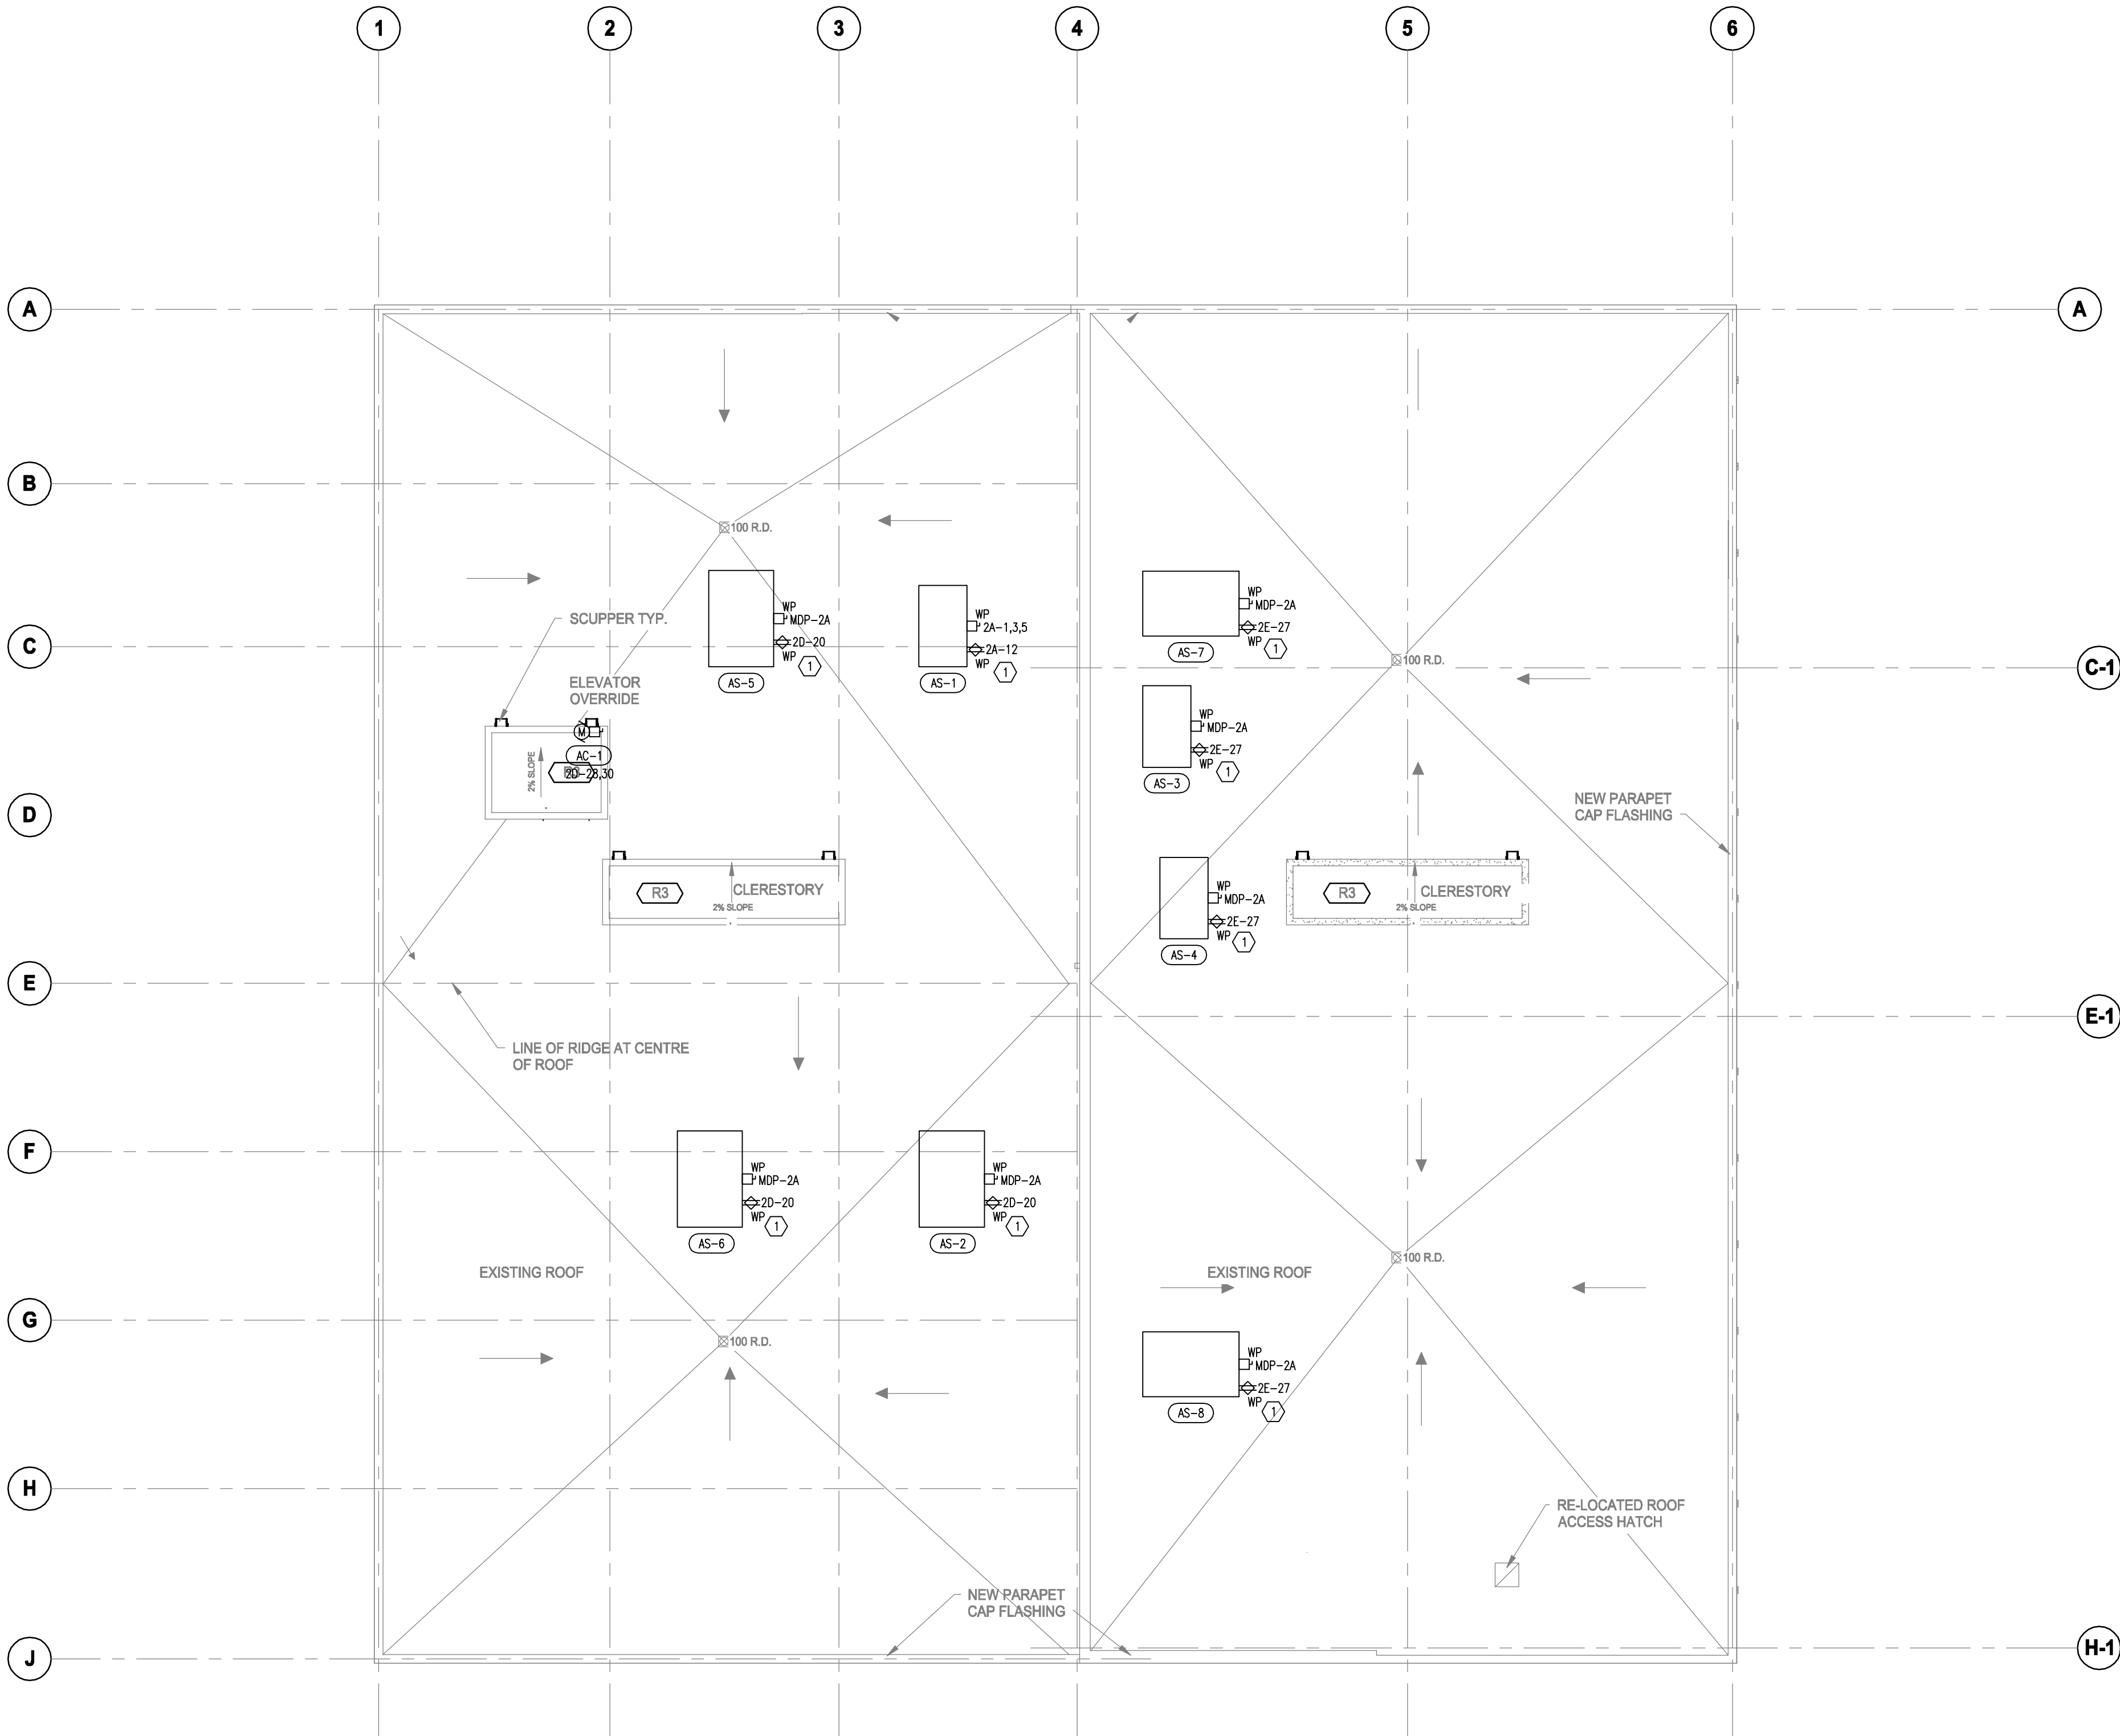 1
2
3
4
5
6
A
A
B
100 R.D.
WP
MDP-2A
2D-20
WP
1
AS-5
WP
2A-1,3,5
2A-12
WP
1
AS-1
WP
MDP-2A
2E-27
WP
1
AS-7
SCUPPER TYP.
C
100 R.D.
C-1
ELEVATOR
OVERRIDE
M
AC-1
2D-28,30
2% SLOPE
WP
MDP-2A
2E-27
WP
1
AS-3
D
NEW PARAPET
CAP FLASHING
R3
CLERESTORY
2% SLOPE
WP
MDP-2A
2E-27
WP
1
AS-4
R3
CLERESTORY
2% SLOPE
E
E-1
LINE OF RIDGE AT CENTRE
OF ROOF
F
WP
MDP-2A
2D-20
WP
1
AS-6
WP
MDP-2A
2D-20
WP
1
AS-2
EXISTING ROOF
EXISTING ROOF
100 R.D.
G
100 R.D.
WP
MDP-2A
2E-27
WP
1
AS-8
H
RE-LOCATED ROOF
ACCESS HATCH
NEW PARAPET
CAP FLASHING
J
H-1